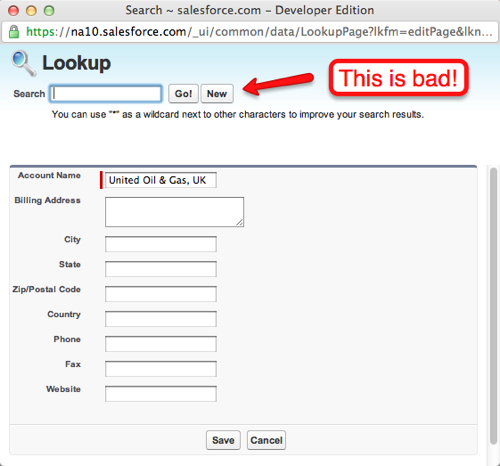 Search ~ salesforce.com – Developer Edition
https://na10.salesforce.com/_ui/common/data/LookupPage?lkfm=editPage&lkn...
Lookup
This is bad!
Search Go! New
You can use "*" as a wildcard next to other characters to improve your search results.
Account Name United Oil & Gas, UK
Billing Address
City
State
Zip/Postal Code
Country
Phone
Fax
Website
Save Cancel